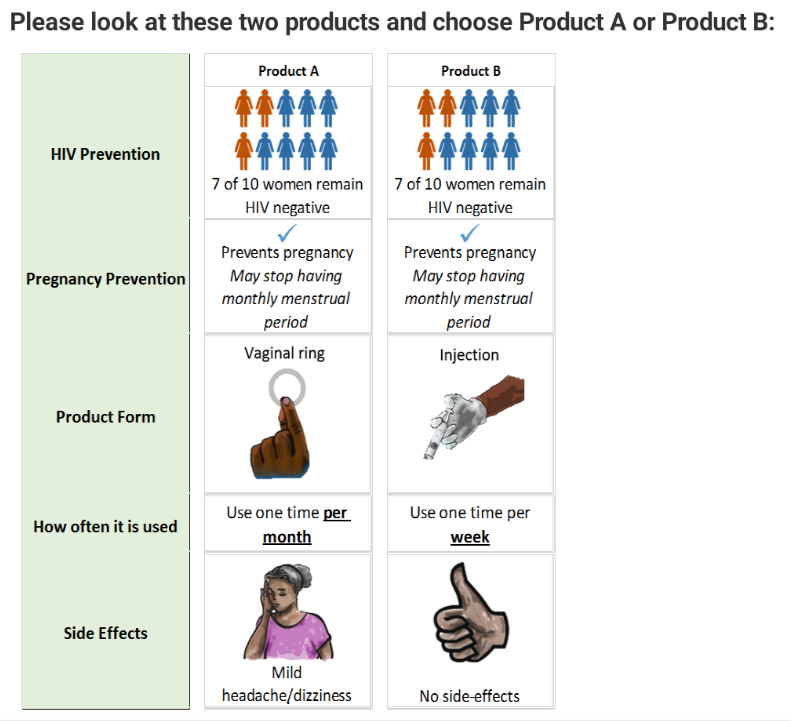 Please look at these two products and choose Product A or Product B:
Product A
Product B
HIV Prevention
7 of 10 women remain
HIV negative
7 of 10 women remain
HIV negative
Pregnancy Prevention
Prevents pregnancy
May stop having
monthly menstrual
period
Prevents pregnancy
May stop having
monthly menstrual
period
Product Form
Vaginal ring
Injection
How often it is used
Use one time per
month
Use one time per
week
Side Effects
Mild
headache/dizziness
No side-effects